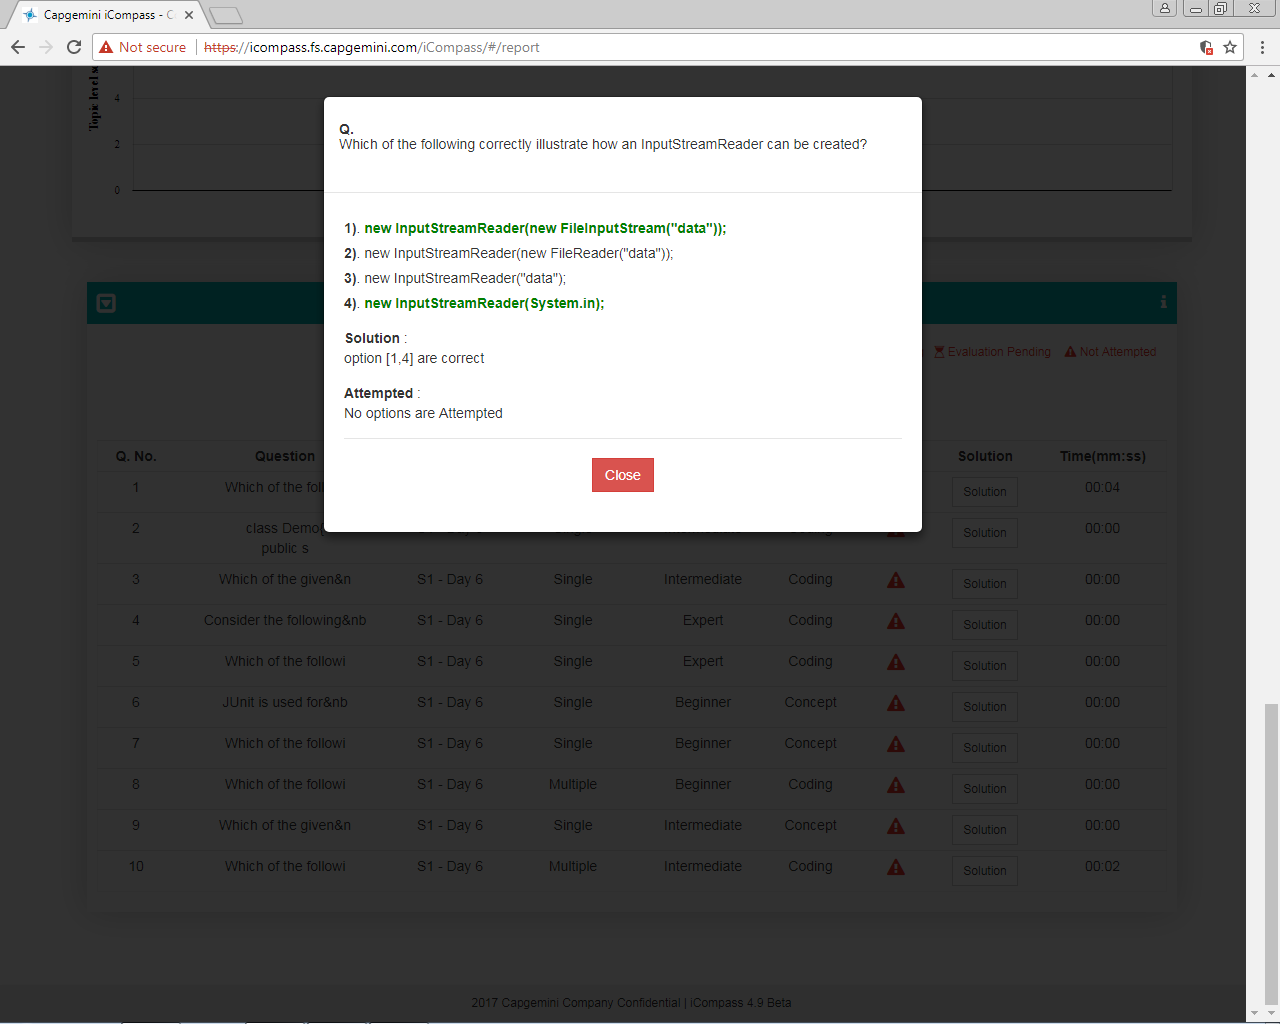 Capgemini iCompass - C
Not secure
https://icompass.fs.capgemini.com/iCompass/#/report
Topic level s
4
2
0
Q.
Which of the following correctly illustrate how an InputStreamReader can be created?
1). new InputStreamReader(new FileInputStream("data"));
2). new InputStreamReader(new FileReader("data"));
3). new InputStreamReader("data");
4). new InputStreamReader(System.in);
Solution :
option [1,4] are correct
Attempted :
No options are Attempted
Close
Evaluation Pending Not Attempted
Q. No. Question Solution Time(mm:ss)
1 Which of the foll Solution 00:04
2 class Demo{ Coding Solution 00:00
public s
3 Which of the given&n S1 - Day 6 Single Intermediate Coding Solution 00:00
4 Consider the following&nb S1 - Day 6 Single Expert Coding Solution 00:00
5 Which of the followi S1 - Day 6 Single Expert Coding Solution 00:00
6 JUnit is used for&nb S1 - Day 6 Single Beginner Concept Solution 00:00
7 Which of the followi S1 - Day 6 Single Beginner Concept Solution 00:00
8 Which of the followi S1 - Day 6 Multiple Beginner Coding Solution 00:00
9 Which of the given&n S1 - Day 6 Single Intermediate Concept Solution 00:00
10 Which of the followi S1 - Day 6 Multiple Intermediate Coding Solution 00:02
2017 Capgemini Company Confidential | iCompass 4.9 Beta